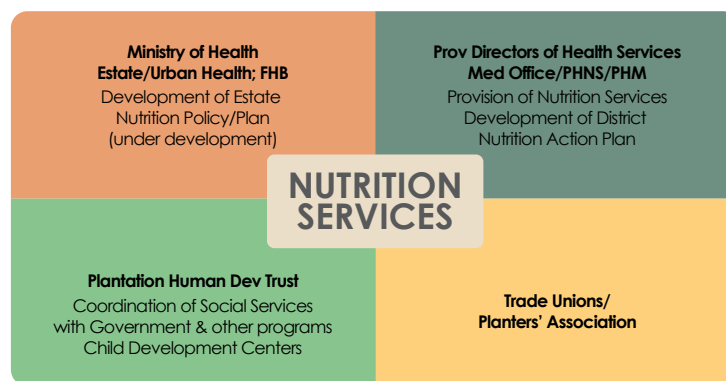 Ministry of Health
Estate/Urban Health; FHB
Development of Estate
Nutrition Policy/Plan
(under development)
Prov Directors of Health Services
Med Office/PHNS/PHM
Provision of Nutrition Services
Development of District
Nutrition Action Plan
NUTRITION
SERVICES
Plantation Human Dev Trust
Coordination of Social Services
with Government & other programs
Child Development Centers
Trade Unions/
Planters’ Association